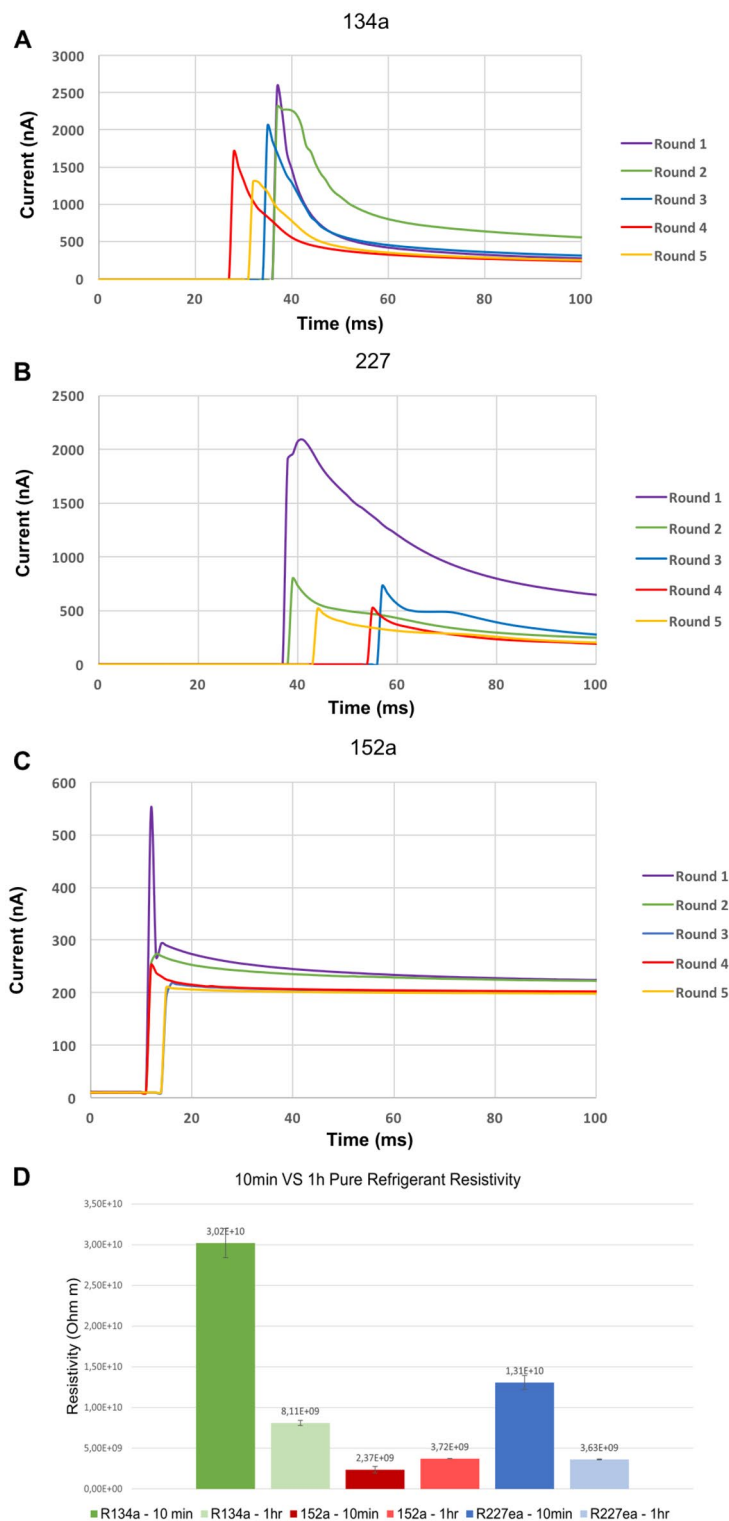 A
134a
3000
2500
2000
1500
1000
500
0
Current (nA)
0 20 40 60 80 100
Time (ms)
Round 1
Round 2
Round 3
Round 4
Round 5
B
227
2500
2000
1500
1000
500
0
Current (nA)
0 20 40 60 80 100
Time (ms)
Round 1
Round 2
Round 3
Round 4
Round 5
C
152a
600
500
400
300
200
100
0
Current (nA)
0 20 40 60 80 100
Time (ms)
Round 1
Round 2
Round 3
Round 4
Round 5
D
10min VS 1h Pure Refrigerant Resistivity
3,50E+10
3,00E+10
2,50E+10
2,00E+10
1,50E+10
1,00E+10
5,00E+09
0,00E+00
Resistivity (Ohm m)
3,02E+10
8,11E+09
2,37E+09
3,72E+09
1,31E+10
3,63E+09
R134a - 10 min R134a - 1hr 152a - 10min 152a - 1hr R227ea - 10min R227ea - 1hr